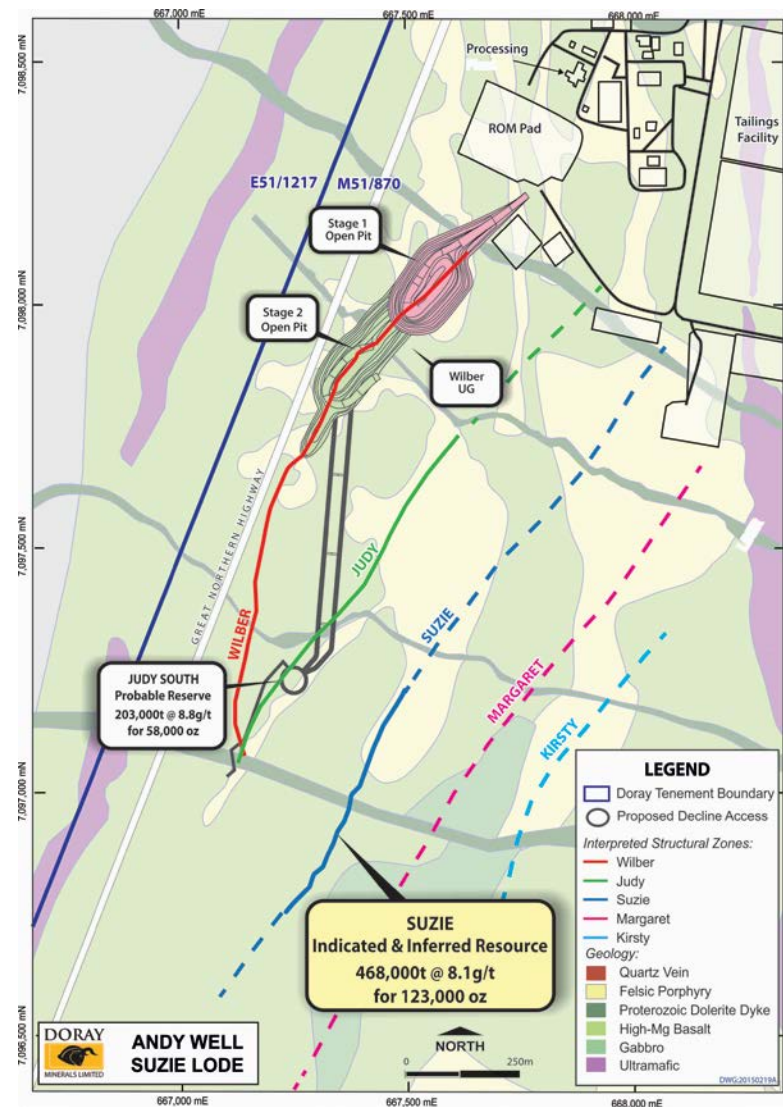 667,000 mE
667,500 mE
668,000 mE
7,098,500 mN
7,098,000 mN
7,097,500 mN
7,097,000 mN
7,096,500 mN
Processing
ROM Pad
Tailings
Facility
E51/1217
M51/870
Stage 1
Open Pit
Stage 2
Open Pit
Wilber
UG
GREAT NORTHERN HIGHWAY
WILBER
JUDY
SUZIE
MARGARET
KIRSTY
JUDY SOUTH
Probable Reserve
203,000t @ 8.8g/t
for 58,000 oz
SUZIE
Indicated & Inferred Resource
468,000t @ 8.1g/t
for 123,000 oz
LEGEND
Doray Tenement Boundary
Proposed Decline Access
Interpreted Structural Zones:
Wilber
Judy
Suzie
Margaret
Kirsty
Geology:
Quartz Vein
Felsic Porphyry
Proterozoic Dolerite Dyke
High-Mg Basalt
Gabbro
Ultramafic
DORAY
MINERALS LIMITED
ANDY WELL
SUZIE LODE
NORTH
0 250m
DWG:20150219A
667,000 mE
667,500 mE
668,000 mE